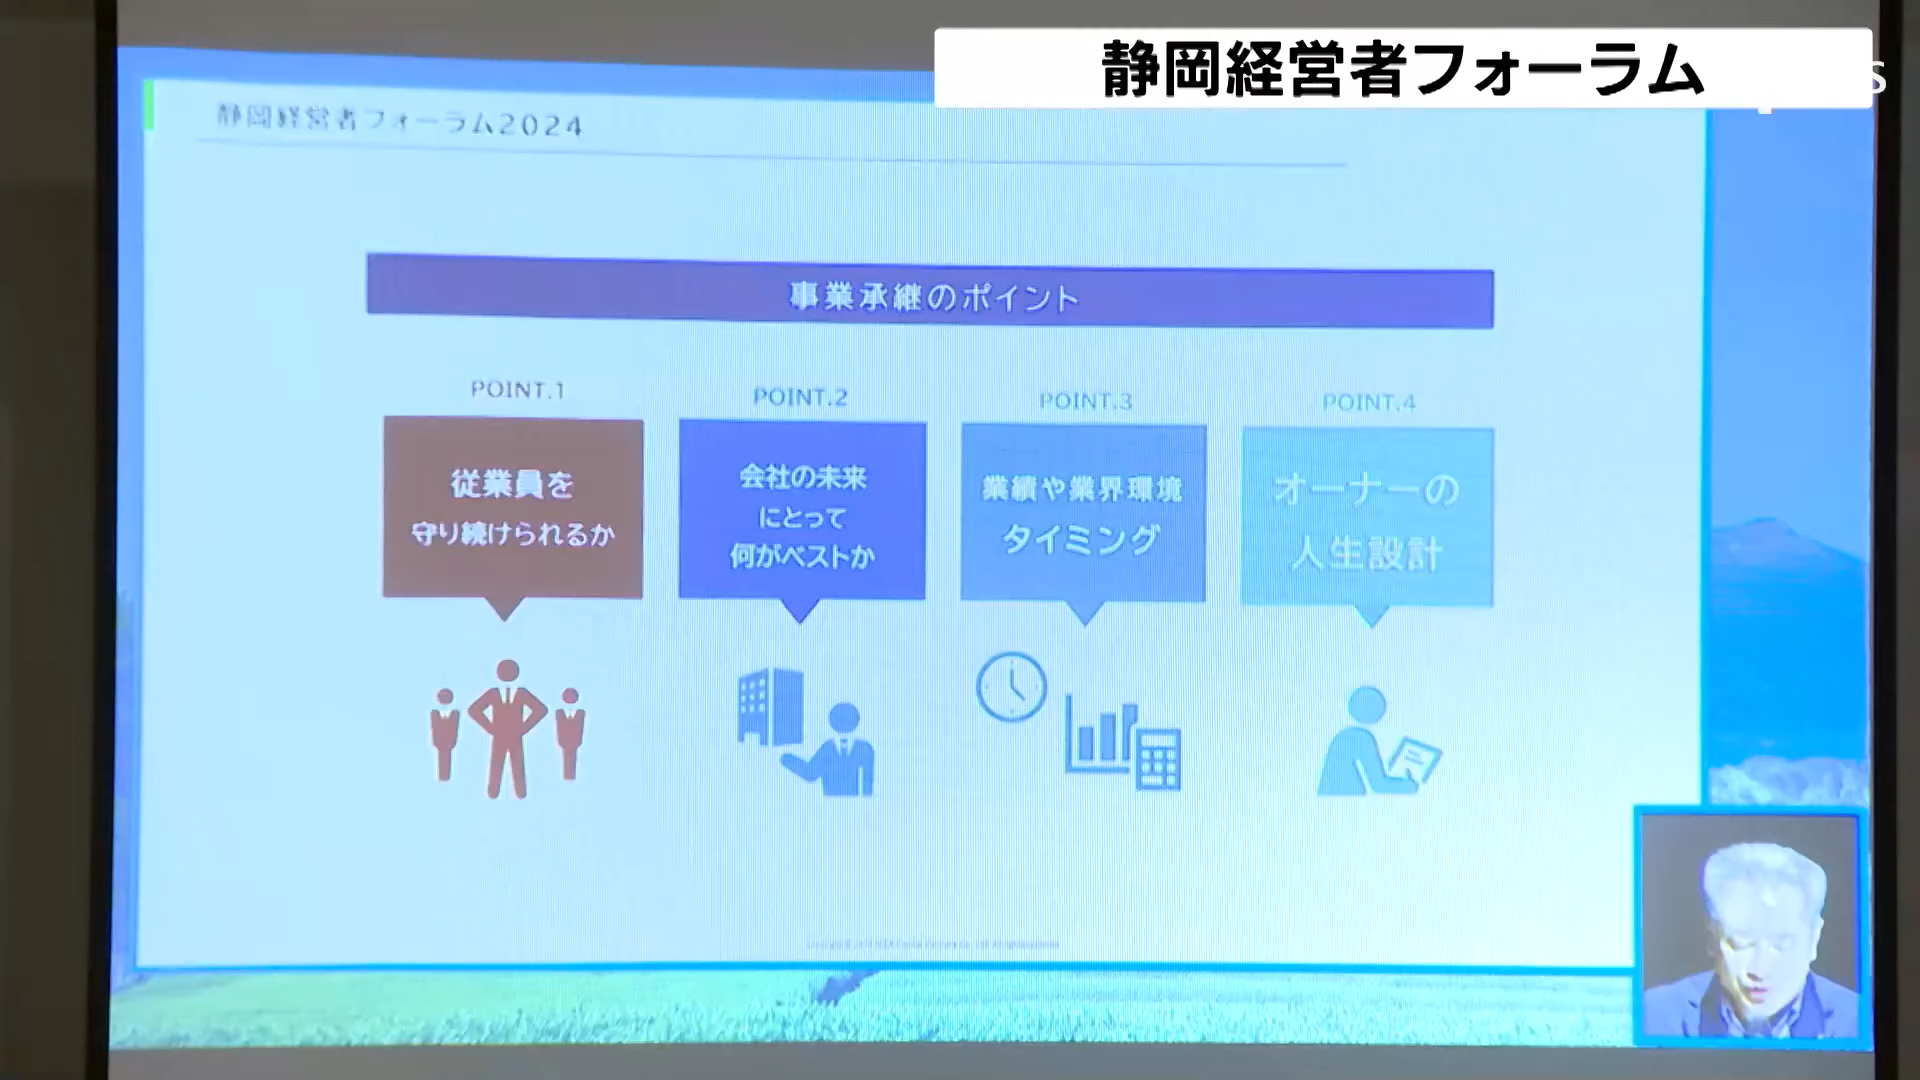 静岡経営者フォーラム
s
静岡経営者フォーラム2024
事業承継のポイント
POINT.1
従業員を
守り続けられるか
POINT.2
会社の未来
にとって
何がベストか
POINT.3
業績や業界環境
タイミング
POINT.4
オーナーの
人生設計